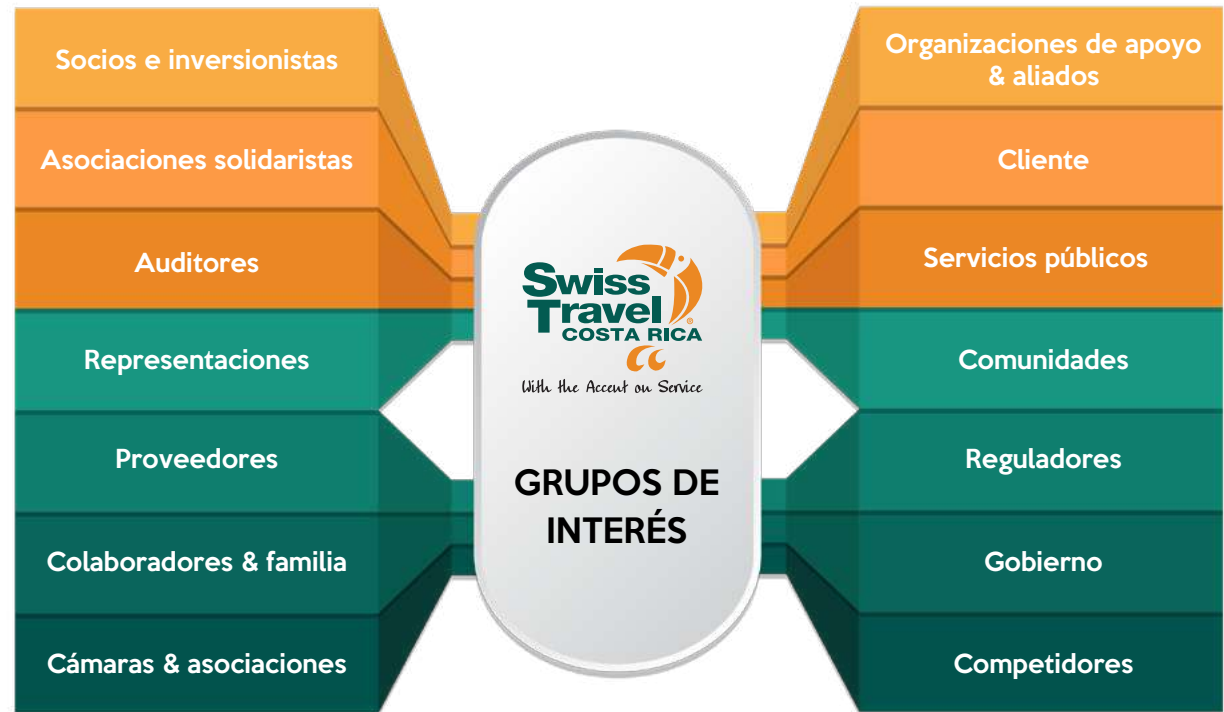 Socios e inversionistas
Asociaciones solidaristas
Auditores
Representaciones
Proveedores
Colaboradores & familia
Cámaras & asociaciones
Swiss
Travel
COSTA RICA
With the Accent on Service
GRUPOS DE
INTERÉS
Organizaciones de apoyo
& aliados
Cliente
Servicios públicos
Comunidades
Reguladores
Gobierno
Competidores